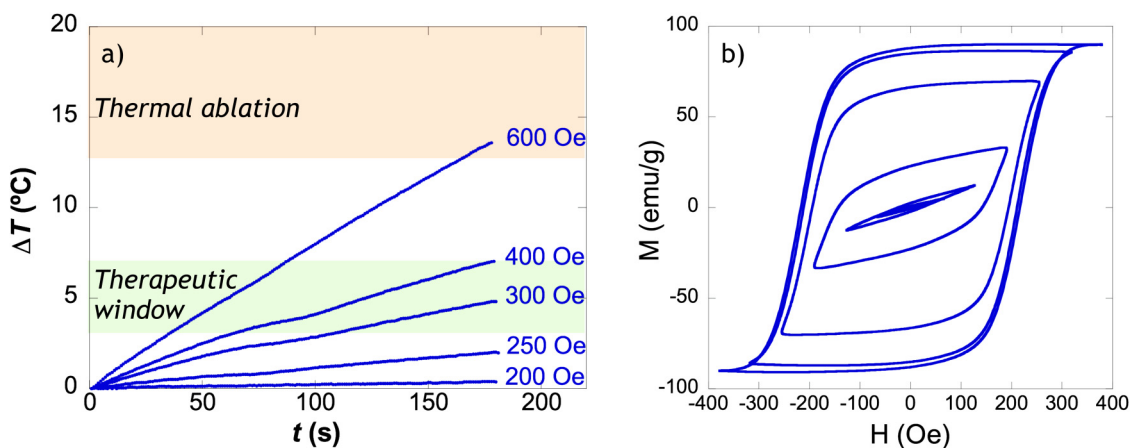 a)
20
15
10
5
0
ΔT (ºC)
Thermal ablation
600 Oe
400 Oe
Therapeutic
window
300 Oe
250 Oe
200 Oe
0
50
100
150
200
t (s)
b)
100
50
0
-50
-100
M (emu/g)
-400 -300 -200 -100 0 100 200 300 400
H (Oe)